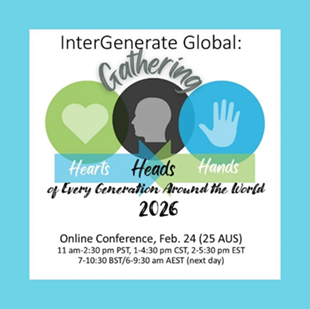 InterGenerate Global:
Gathering
Hearts Heads Hands
of Every Generation Around the World
2026
Online Conference, Feb. 24 (25 AUS)
11 am-2:30 pm PST, 1-4:30 pm CST, 2-5:30 pm EST
7-10:30 BST/6-9:30 am AEST (next day)